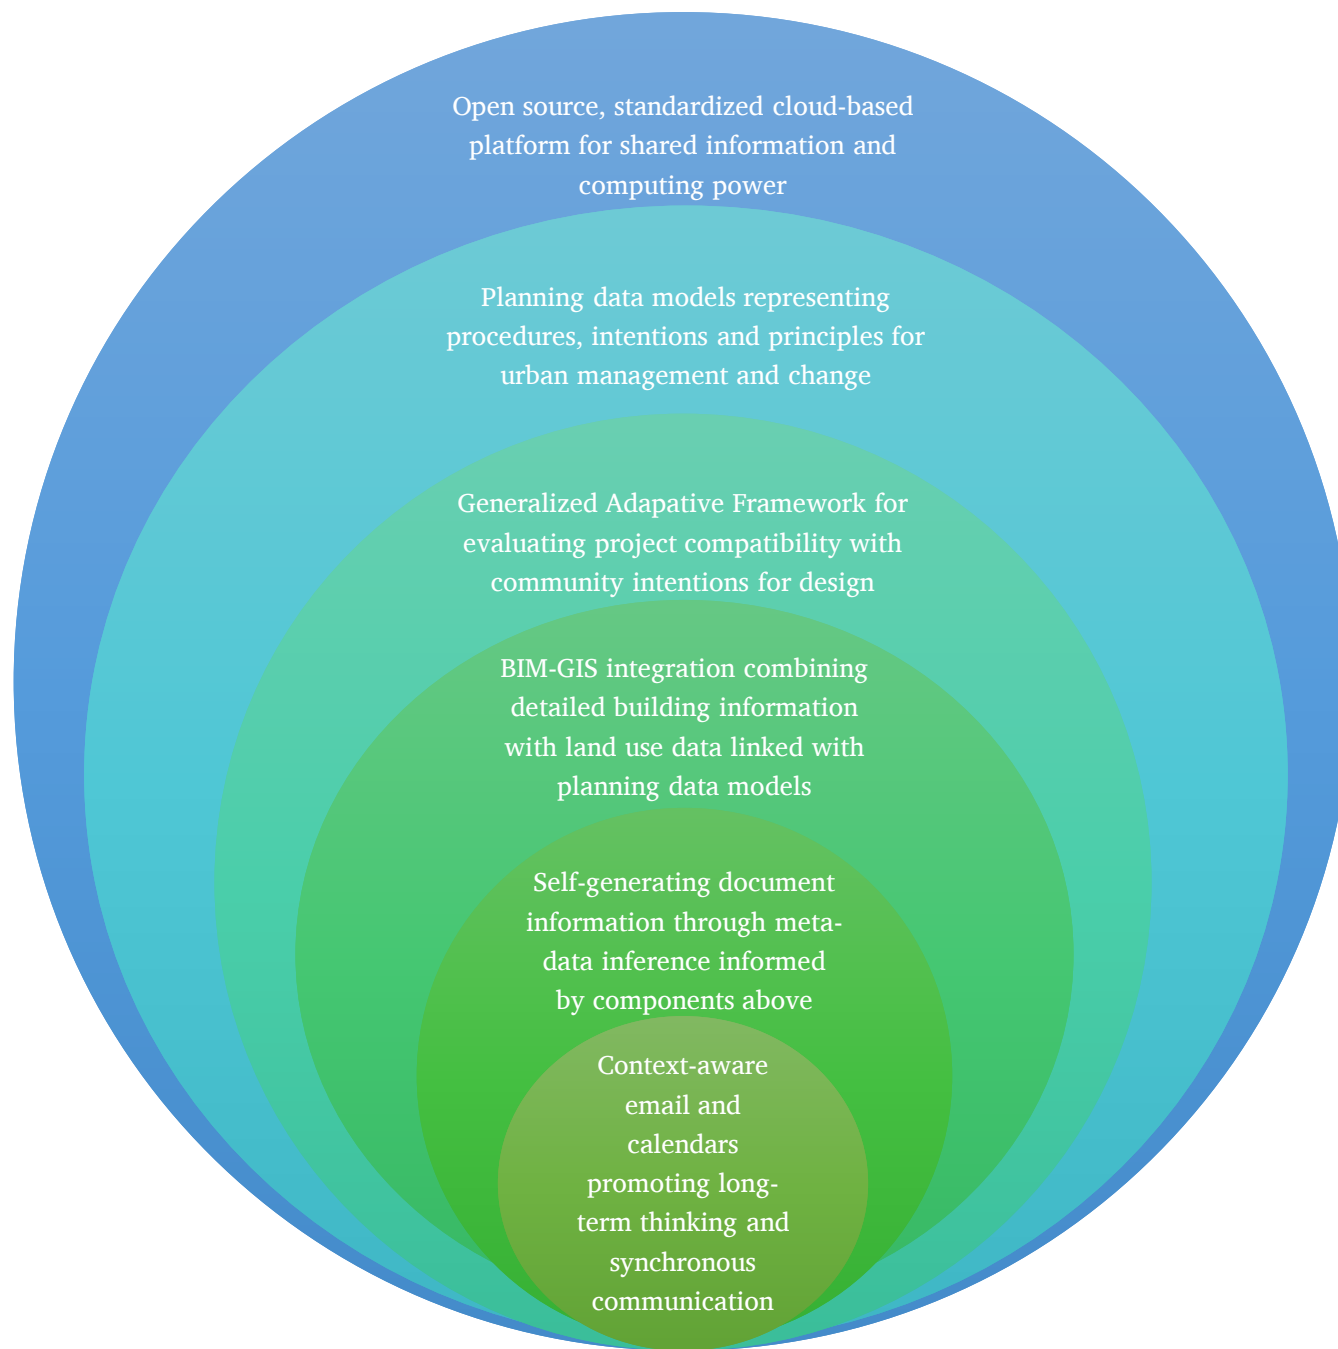 Open source, standardized cloud-based
platform for shared information and
computing power
Planning data models representing
procedures, intentions and principles for
urban management and change
Generalized Adapative Framework for
evaluating project compatibility with
community intentions for design
BIM-GIS integration combining
detailed building information
with land use data linked with
planning data models
Self-generating document
information through meta-
data inference informed
by components above
Context-aware
email and
calendars
promoting long-
term thinking and
synchronous
communication